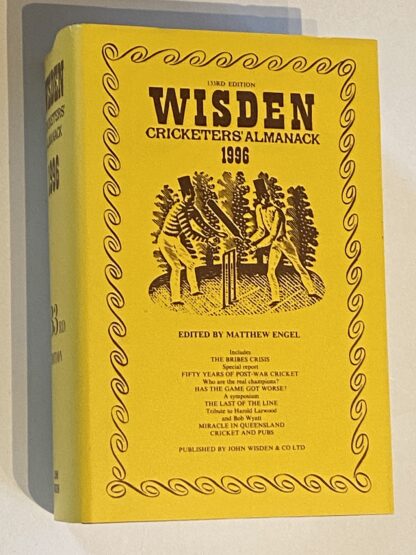 133RD EDITION
WISDEN
CRICKETERS' ALMANACK
1996
EDITED BY MATTHEW ENGEL
Includes
THE BRIBES CRISIS
Special report
FIFTY YEARS OF POST-WAR CRICKET
Who are the real champions?
HAS THE GAME GOT WORSE?
A symposium
THE LAST OF THE LINE
Tribute to Harold Larwood
and Bob Wyatt
MIRACLE IN QUEENSLAND
CRICKET AND PUBS
PUBLISHED BY JOHN WISDEN & CO LTD
WISDEN
CRICKETERS'
ALMANACK
1996